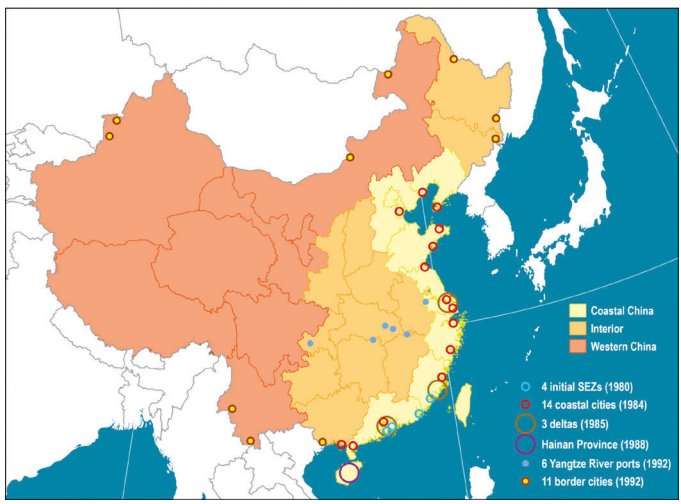 Coastal China
Interior
Western China
4 initial SEZs (1980)
14 coastal cities (1984)
3 deltas (1985)
Hainan Province (1988)
6 Yangtze River ports (1992)
11 border cities (1992)